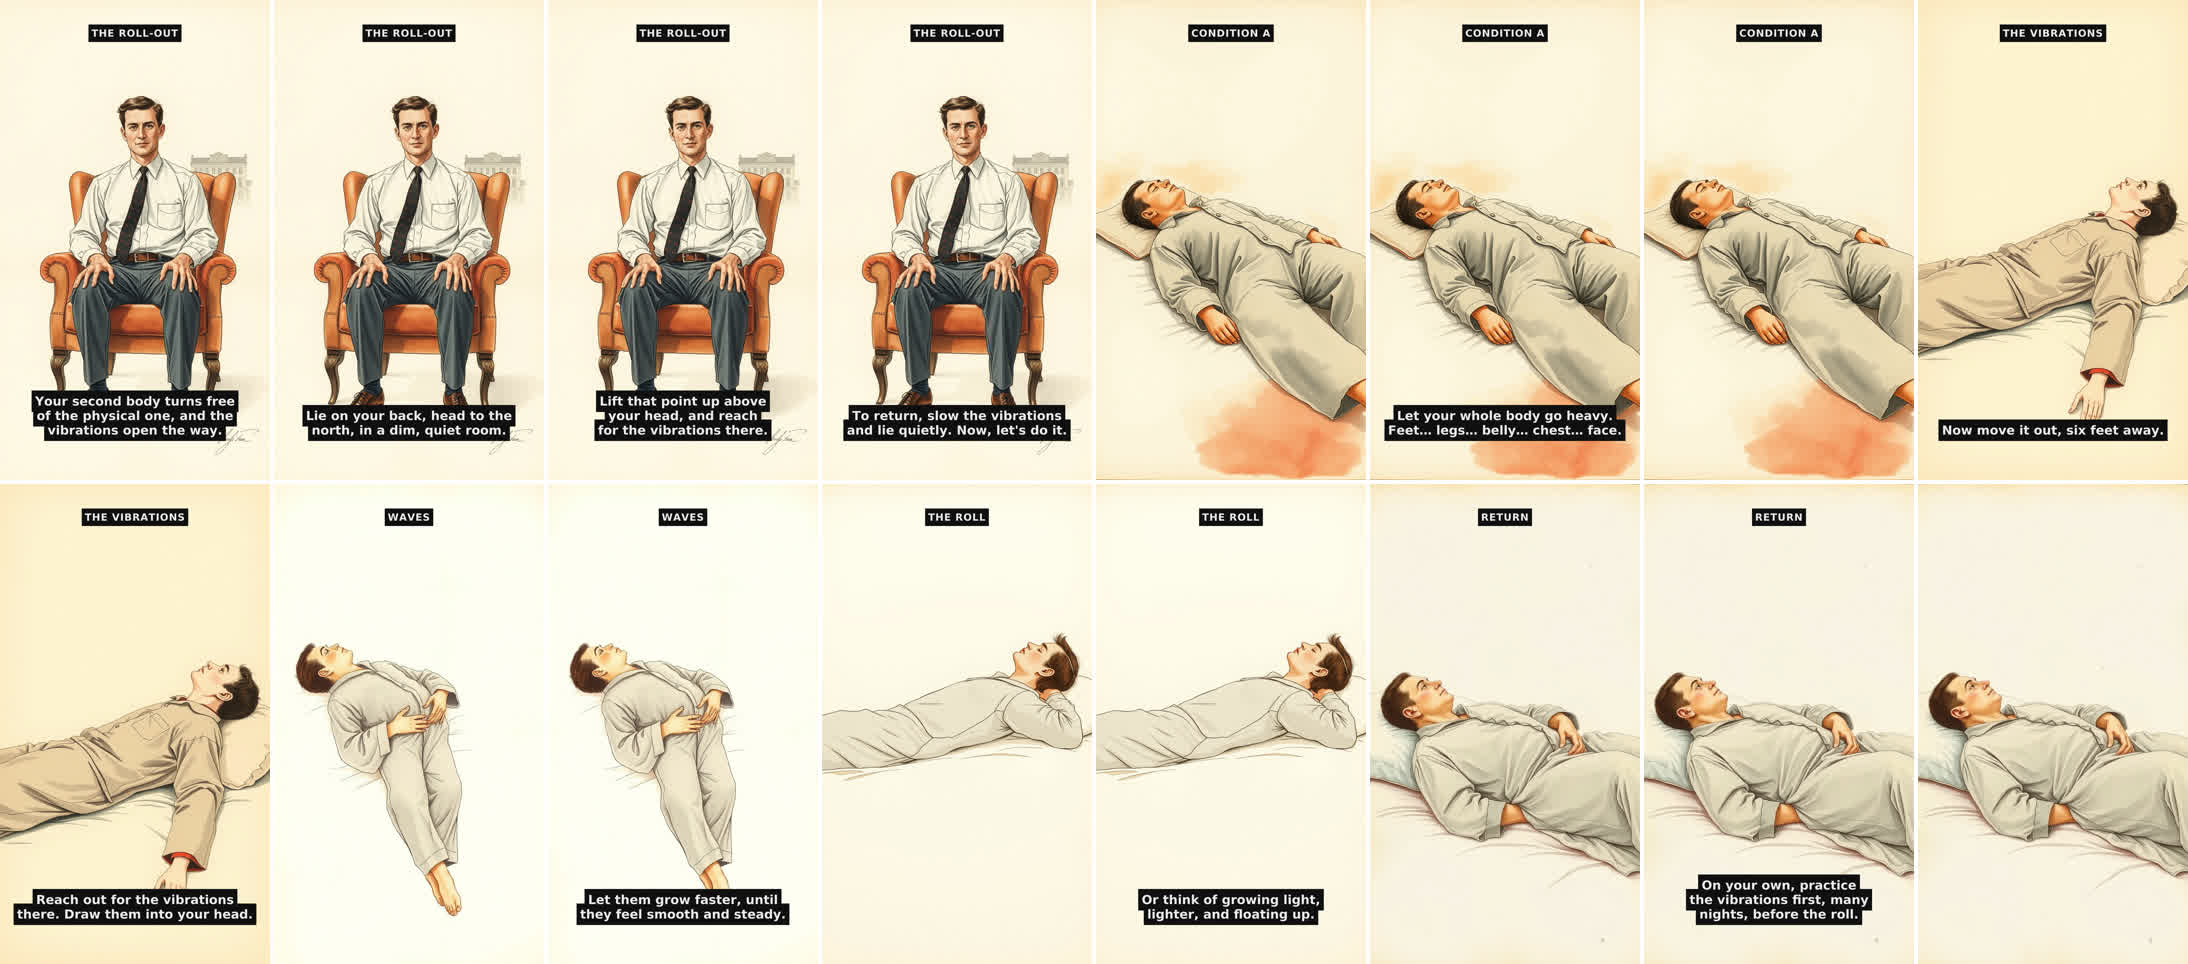 THE ROLL-OUT
Your second body turns free
of the physical one, and the
vibrations open the way.
THE ROLL-OUT
Lie on your back, head to the
north, in a dim, quiet room.
THE ROLL-OUT
Lift that point up above
your head, and reach
for the vibrations there.
THE ROLL-OUT
To return, slow the vibrations
and lie quietly. Now, let's do it.
CONDITION A
CONDITION A
Let your whole body go heavy.
Feet... legs... belly... chest... face.
CONDITION A
THE VIBRATIONS
Now move it out, six feet away.
THE VIBRATIONS
Reach out for the vibrations
there. Draw them into your head.
WAVES
WAVES
Let them grow faster, until
they feel smooth and steady.
THE ROLL
THE ROLL
Or think of growing light,
lighter, and floating up.
RETURN
RETURN
On your own, practice
the vibrations first, many
nights, before the roll.